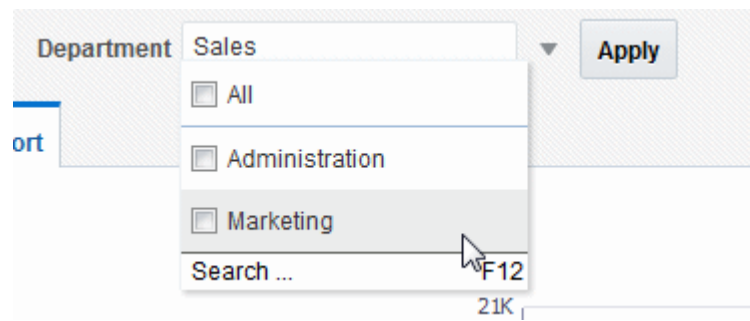 Department Sales Apply
All
ort
Administration
Marketing
Search ... F12
21K